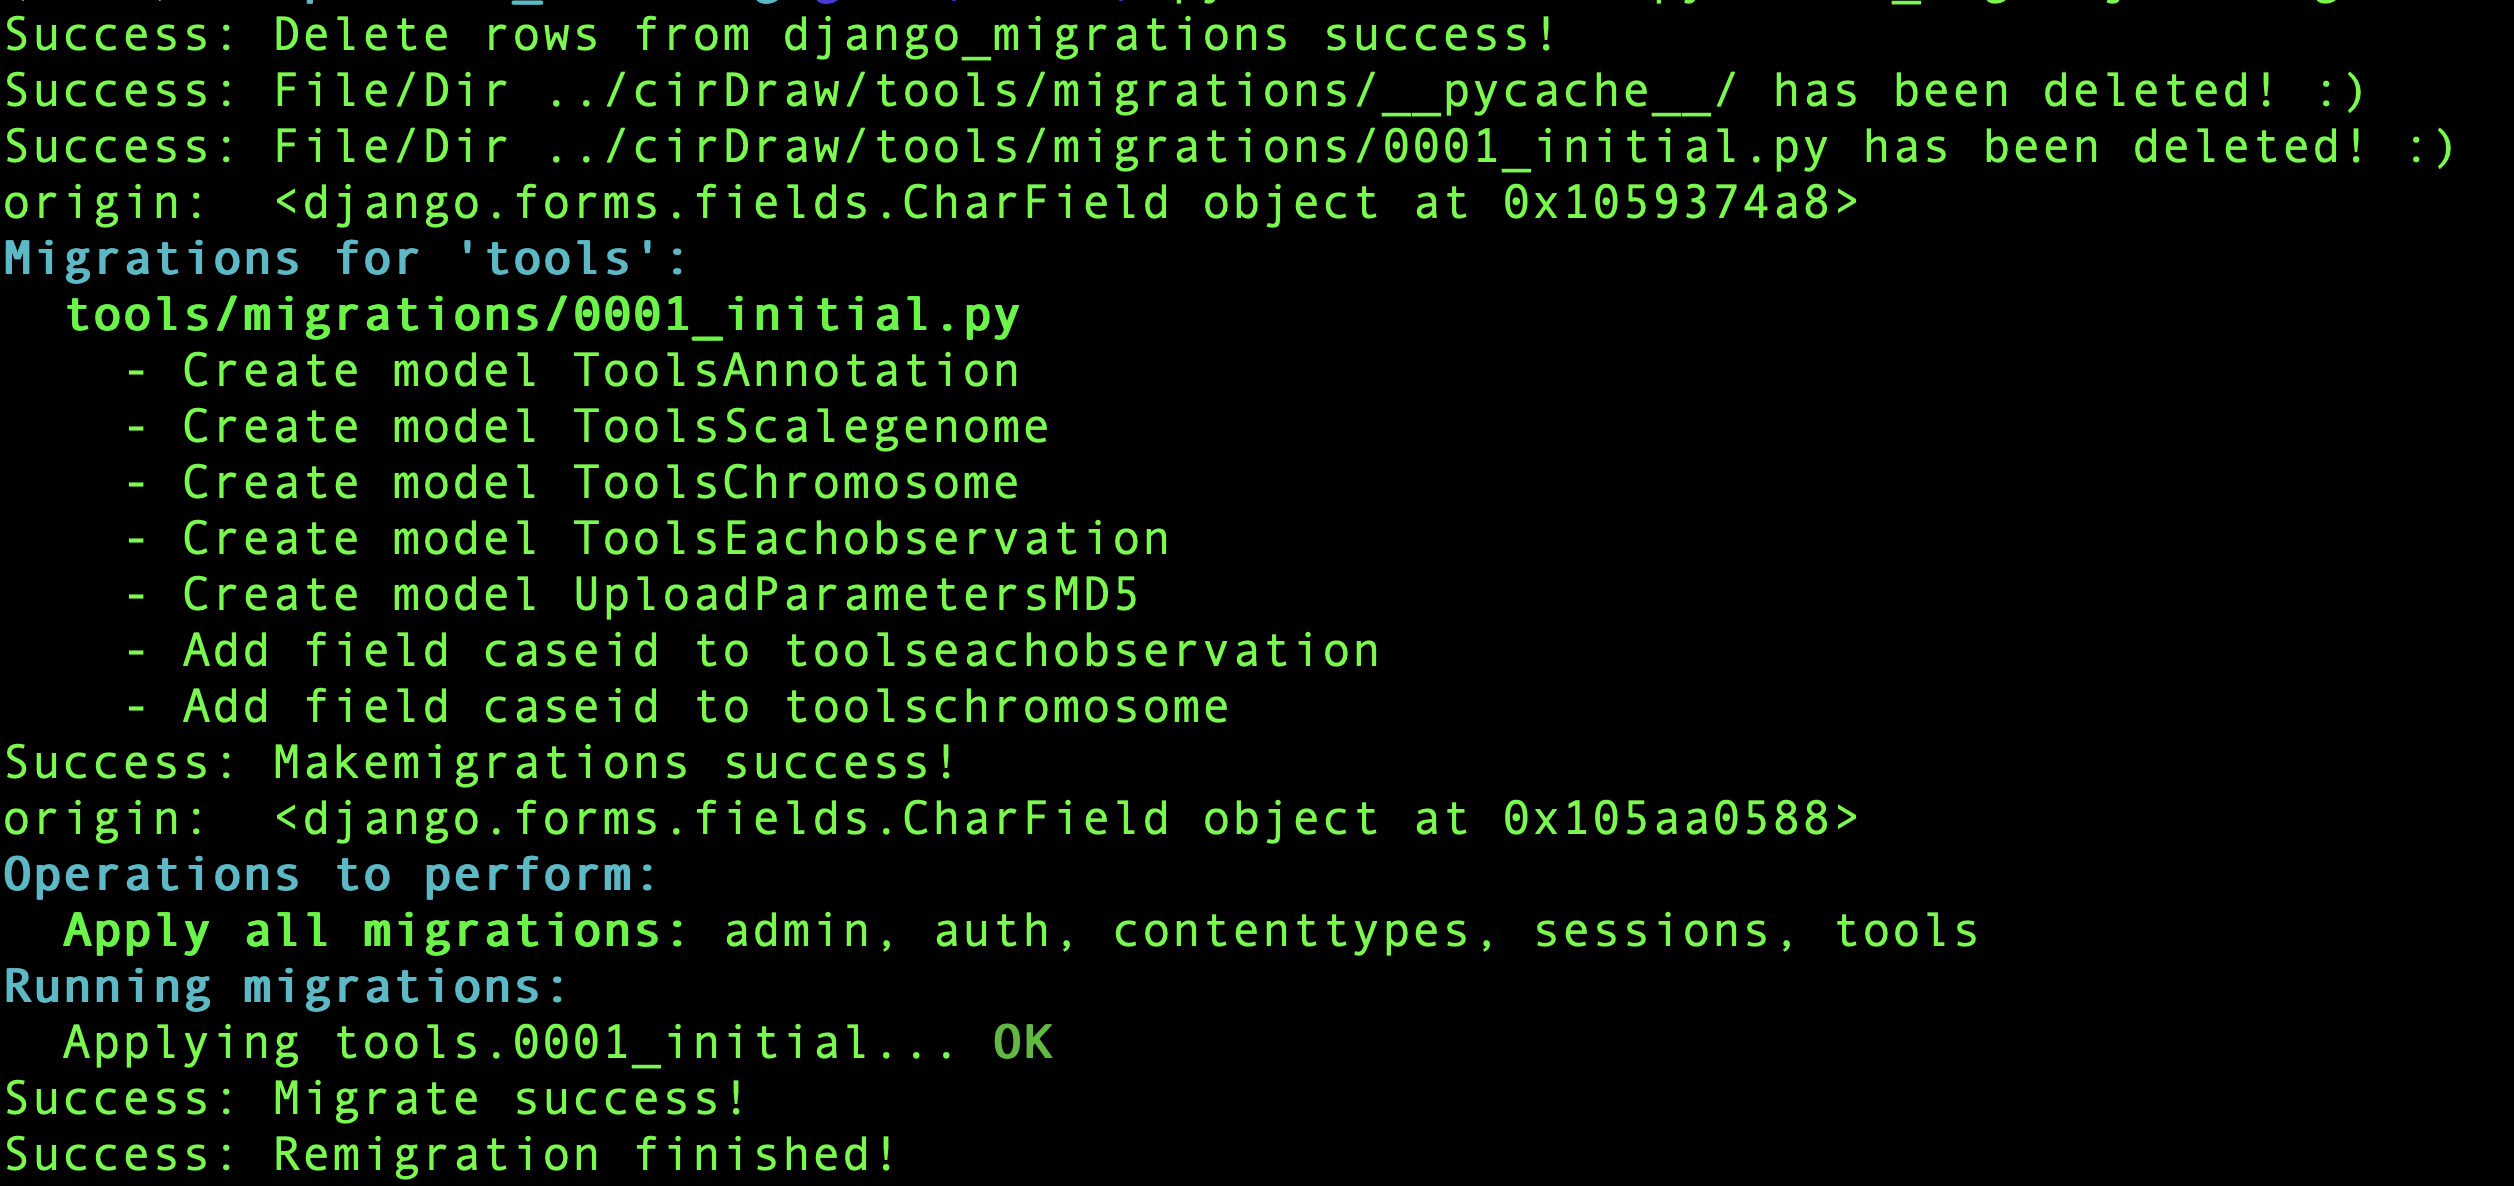 Success: Delete rows from django_migrations success!
Success: File/Dir ../cirDraw/tools/migrations/__pycache__/ has been deleted! :)
Success: File/Dir ../cirDraw/tools/migrations/0001_initial.py has been deleted! :)
origin:  <django.forms.fields.CharField object at 0x1059374a8>
Migrations for 'tools':
  tools/migrations/0001_initial.py
    - Create model ToolsAnnotation
    - Create model ToolsScalegenome
    - Create model ToolsChromosome
    - Create model ToolsEachobservation
    - Create model UploadParametersMD5
    - Add field caseid to toolseachobservation
    - Add field caseid to toolschromosome
Success: Makemigrations success!
origin:  <django.forms.fields.CharField object at 0x105aa0588>
Operations to perform:
  Apply all migrations: admin, auth, contenttypes, sessions, tools
Running migrations:
  Applying tools.0001_initial... OK
Success: Migrate success!
Success: Remigration finished!